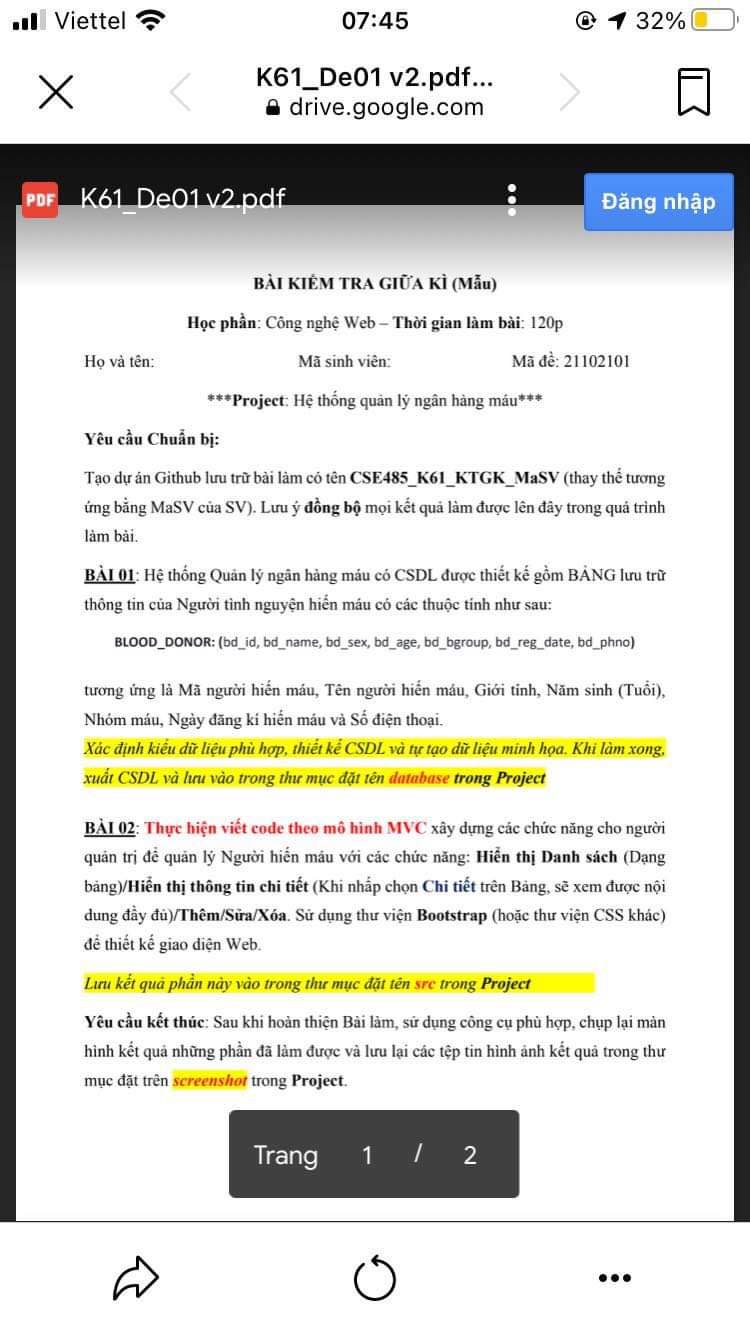 Viettel
07:45
32%
K61_De01 v2.pdf...
drive.google.com
PDF
K61_De01 v2.pdf
Đăng nhập
BÀI KIỂM TRA GIỮA KÌ (Mẫu)
Học phần: Công nghệ Web – Thời gian làm bài: 120p
Họ và tên: Mã sinh viên: Mã đề: 21102101
***Project: Hệ thống quản lý ngân hàng máu***
Yêu cầu Chuẩn bị:
Tạo dự án Github lưu trữ bài làm có tên CSE485_K61_KTGK_MaSV (thay thế tương
ứng bằng MaSV của SV). Lưu ý đồng bộ mọi kết quả làm được lên đây trong quá trình
làm bài.
BÀI 01: Hệ thống Quản lý ngân hàng máu có CSDL được thiết kế gồm BẢNG lưu trữ
thông tin của Người tình nguyện hiến máu có các thuộc tính như sau:
BLOOD_DONOR: (bd_id, bd_name, bd_sex, bd_age, bd_bgroup, bd_reg_date, bd_phno)
tương ứng là Mã người hiến máu, Tên người hiến máu, Giới tính, Năm sinh (Tuổi),
Nhóm máu, Ngày đăng kí hiến máu và Số điện thoại.
Xác định kiểu dữ liệu phù hợp, thiết kế CSDL và tự tạo dữ liệu minh họa. Khi làm xong,
xuất CSDL và lưu vào trong thư mục đặt tên database trong Project
BÀI 02: Thực hiện viết code theo mô hình MVC xây dựng các chức năng cho người
quản trị để quản lý Người hiến máu với các chức năng: Hiển thị Danh sách (Dạng
bảng)/Hiển thị thông tin chi tiết (Khi nhấp chọn Chi tiết trên Bảng, sẽ xem được nội
dung đầy đủ)/Thêm/Sửa/Xóa. Sử dụng thư viện Bootstrap (hoặc thư viện CSS khác)
để thiết kế giao diện Web.
Lưu kết quả phần này vào trong thư mục đặt tên src trong Project
Yêu cầu kết thúc: Sau khi hoàn thiện Bài làm, sử dụng công cụ phù hợp, chụp lại màn
hình kết quả những phần đã làm được và lưu lại các tệp tin hình ảnh kết quả trong thư
mục đặt trên screenshot trong Project.
Trang 1 / 2